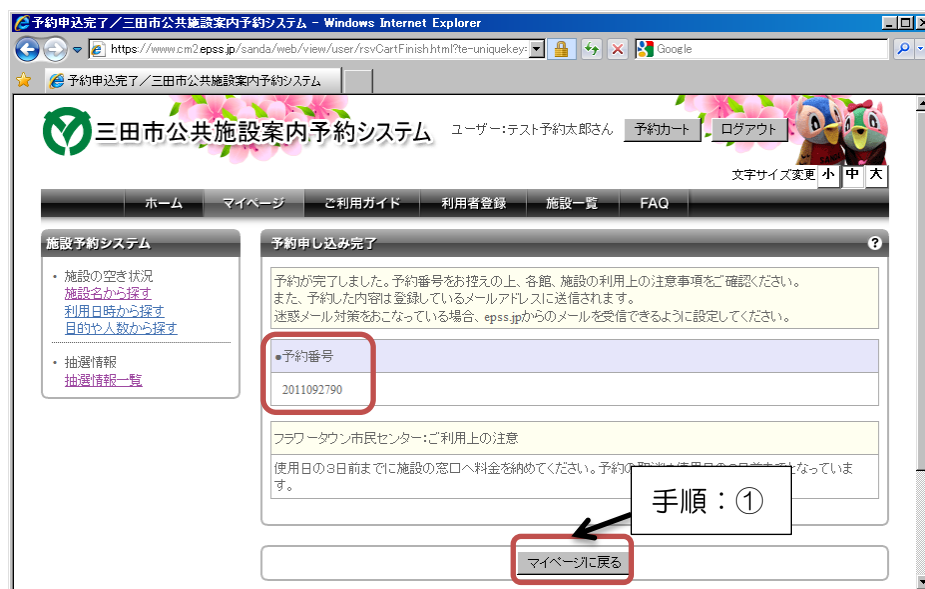 予約申込完了／三田市公共施設案内予約システム - Windows Internet Explorer
https://www.cm2.epss.jp/sanda/web/view/user/rsvCartFinish.html?te-uniquekey=
Google
予約申込完了／三田市公共施設案内予約システム
三田市公共施設案内予約システム
ユーザー：テスト予約太郎さん
予約カート
ログアウト
文字サイズ変更 小 中 大
ホーム マイページ ご利用ガイド 利用者登録 施設一覧 FAQ
施設予約システム
・ 施設の空き状況
施設名から探す
利用日時から探す
目的や人数から探す
・ 抽選情報
抽選情報一覧
予約申し込み完了
?
予約が完了しました。予約番号をお控えの上、各館、施設の利用上の注意事項をご確認ください。
また、予約した内容は登録しているメールアドレスに送信されます。
迷惑メール対策をおこなっている場合、epss.jpからのメールを受信できるように設定してください。
●予約番号
2011092790
フラワータウン市民センター：ご利用上の注意
使用日の3日前までに施設の窓口へ料金を納めてください。予約の
となっていま
す。
手順：①
マイページに戻る